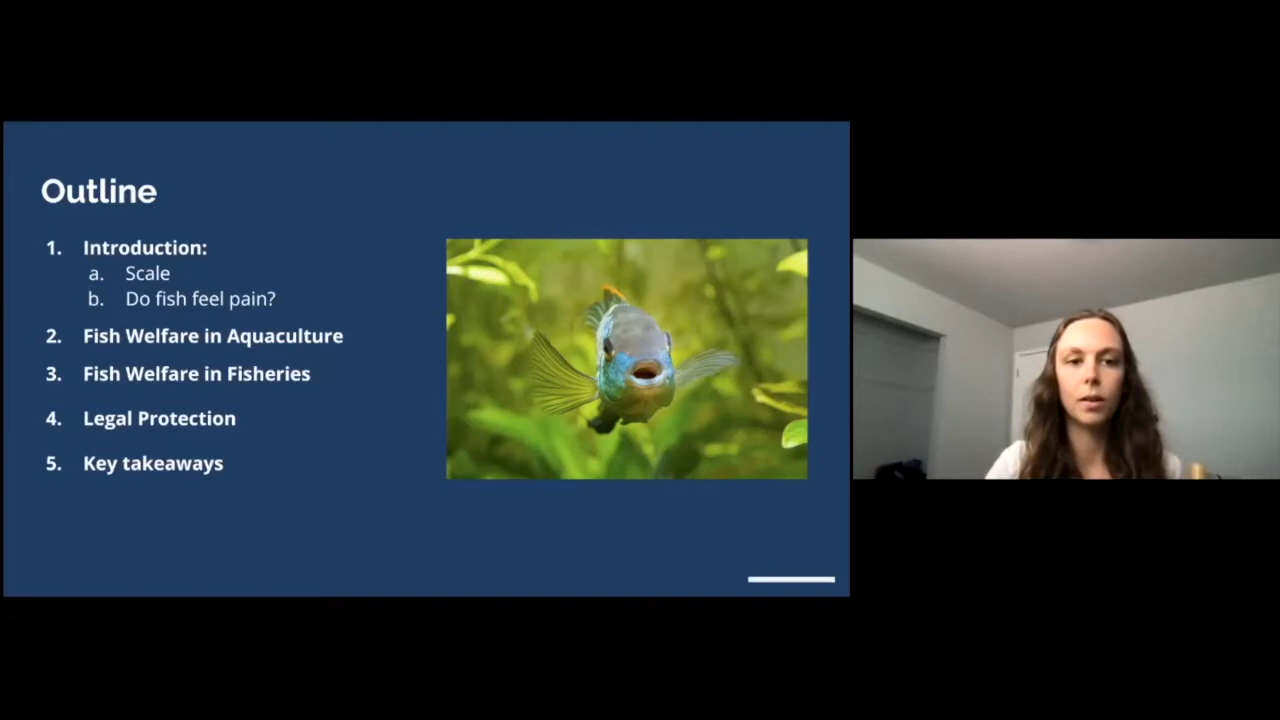 Outline
1. Introduction:
a. Scale
b. Do fish feel pain?
2. Fish Welfare in Aquaculture
3. Fish Welfare in Fisheries
4. Legal Protection
5. Key takeaways